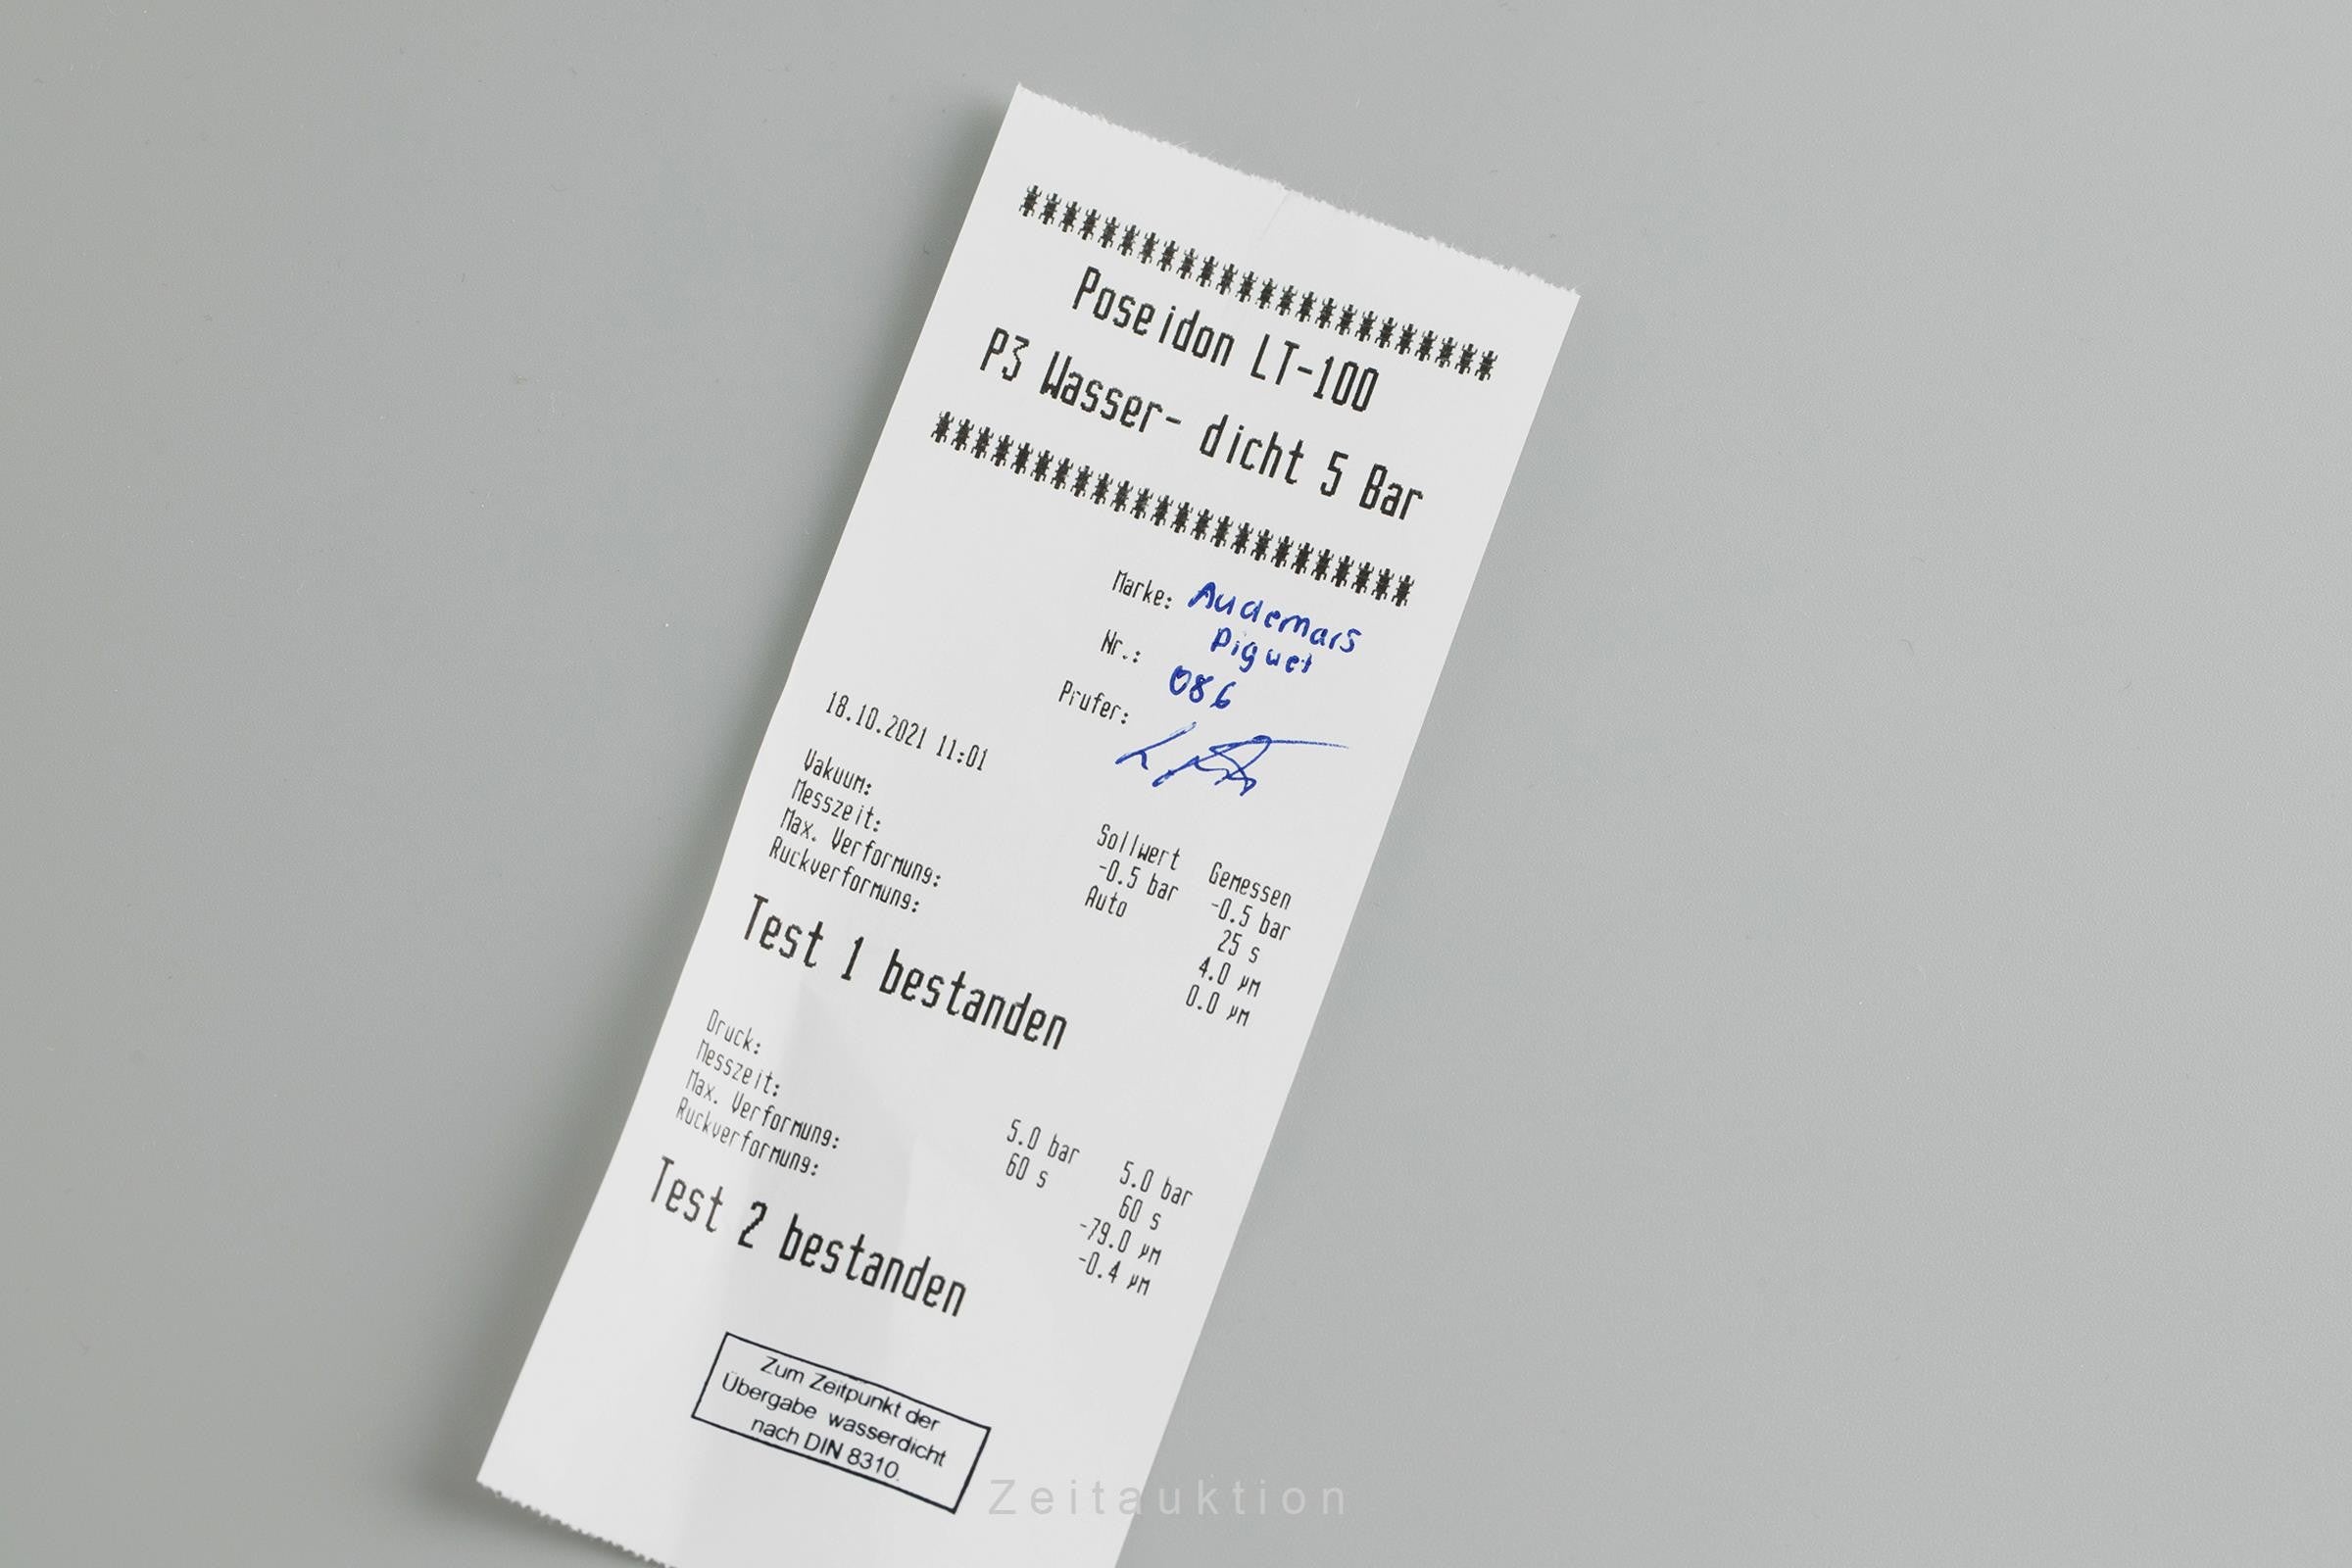 ************************
Poseidon LT-100
P3 Wasser- dicht 5 Bar
************************
Marke: Audemars
Piguet
Nr.: 086
Prufer:
18.10.2021 11:01
Sollwert Gemessen
Vakuum: -0.5 bar -0.5 bar
Messzeit: Auto 25 s
Max. Verformung: 4.0 µm
Ruckverformung: 0.0 µm
Test 1 bestanden
Druck: 5.0 bar 5.0 bar
Messzeit: 60 s 60 s
Max. Verformung: -79.0 µm
Ruckverformung: -0.4 µm
Test 2 bestanden
Zum Zeitpunkt der
Übergabe wasserdicht
nach DIN 8310.
Zeitauktion